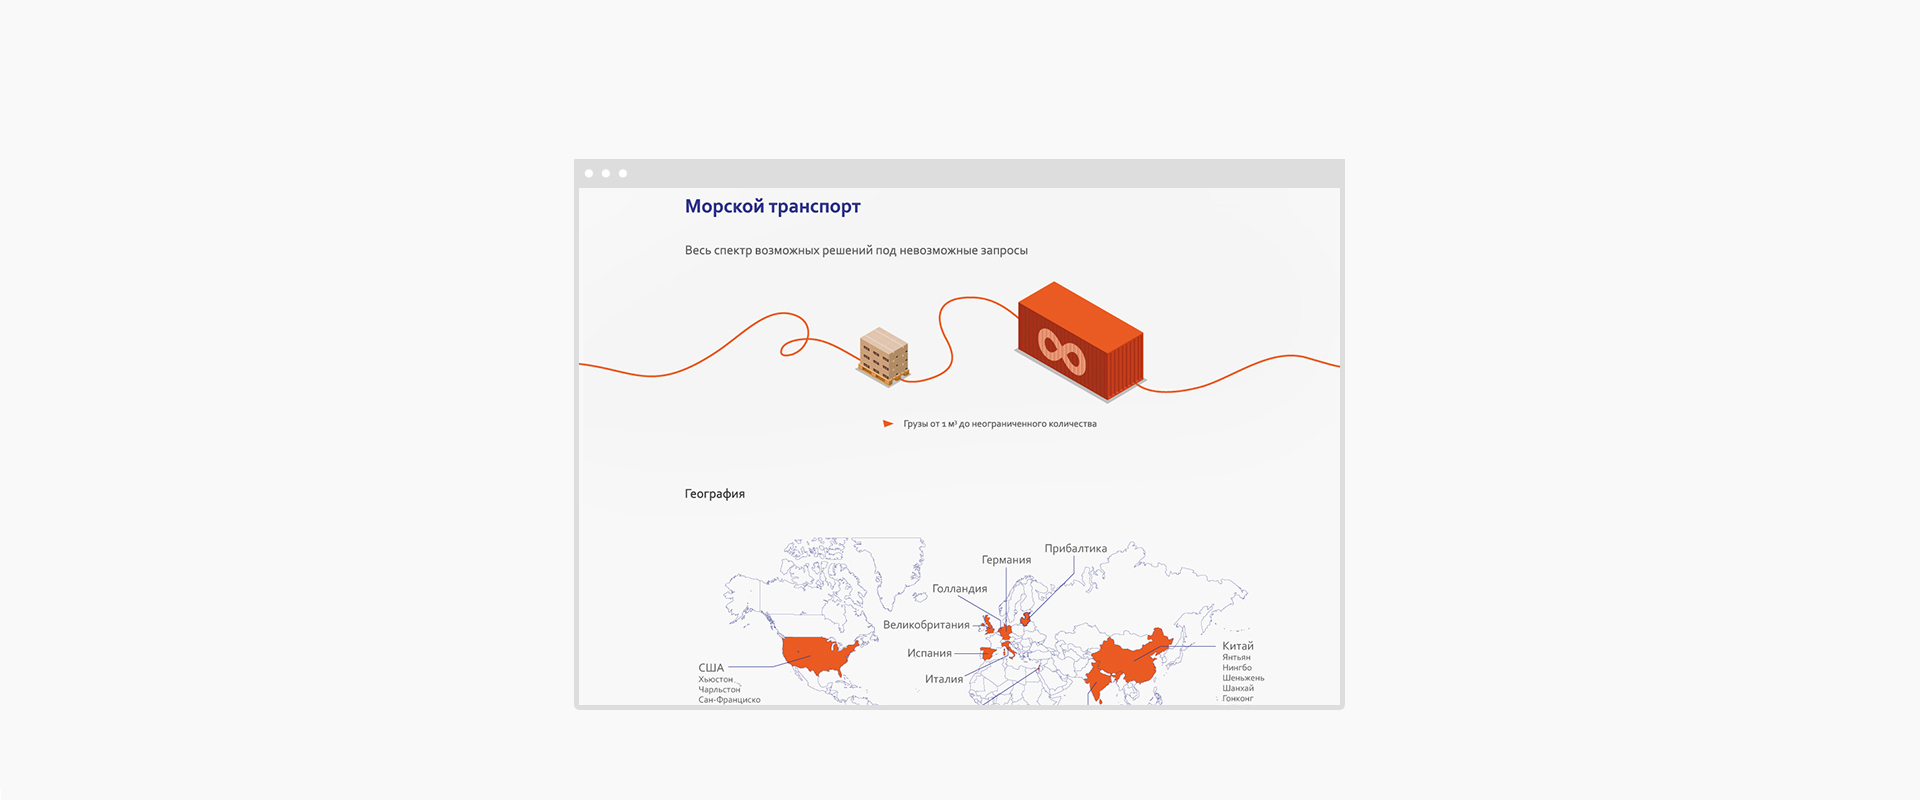 Морской транспорт
Весь спектр возможных решений под невозможные запросы
Грузы от 1 м³ до неограниченного количества
География
Прибалтика
Германия
Голландия
Великобритания
Испания
Италия
США
Хьюстон
Чарльстон
Сан-Франциско
Китай
Янтьян
Нингбо
Шеньжень
Шанхай
Гонконг